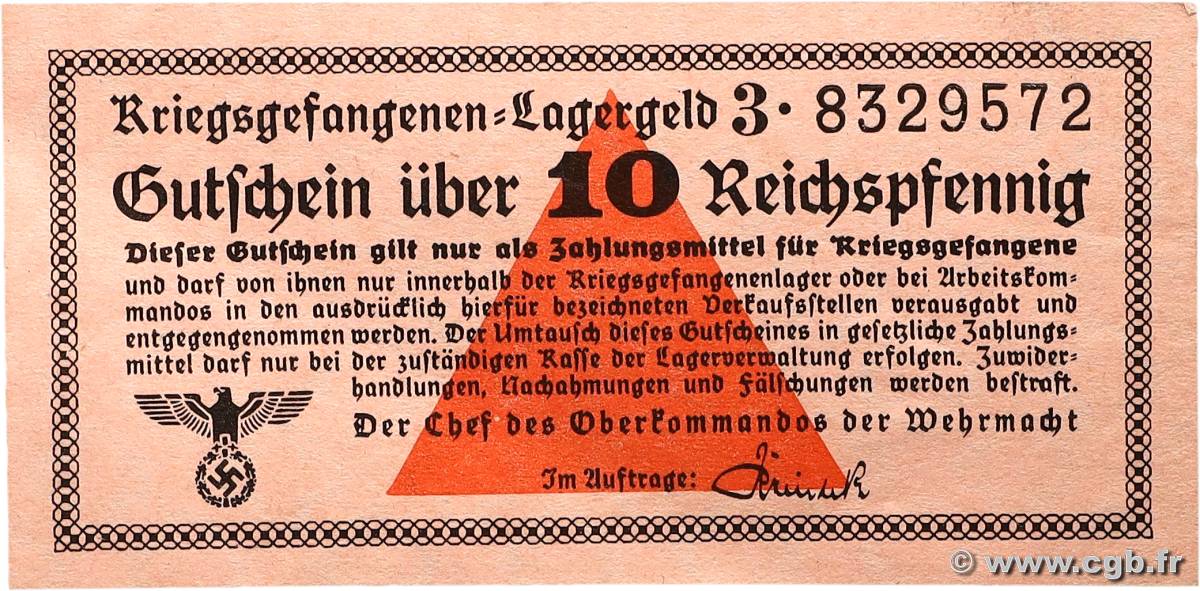 Kriegsgefangenen-Lagergeld 3 · 8329572
Gutschein über 10 Reichspfennig
Dieser Gutschein gilt nur als Zahlungsmittel für Kriegsgefangene
und darf von ihnen nur innerhalb der Kriegsgefangenenlager oder bei Arbeitskom-
mandos in den ausdrücklich hierfür bezeichneten Verkaufsstellen verausgabt und
entgegengenommen werden. Der Umtausch dieses Gutscheines in gesetzliche Zahlungs-
mittel darf nur bei der zuständigen Kasse der Lagerverwaltung erfolgen. Zuwider-
handlungen, Nachahmungen und Fälschungen werden bestraft.
Der Chef des Oberkommandos der Wehrmacht
Im Auftrage:
© www.cgb.fr